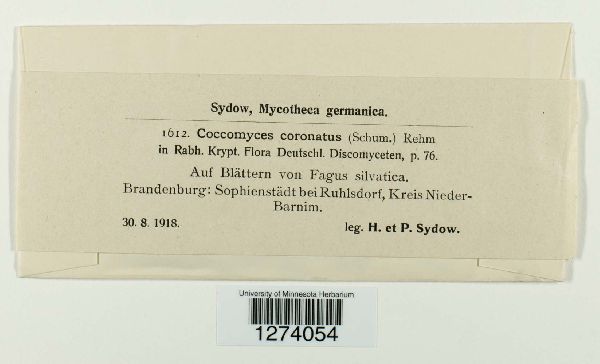 Sydow, Mycotheca germanica.
1612. Coccomyces coronatus (Schum.) Rehm
in Rabh. Krypt. Flora Deutschl. Discomyceten, p. 76.
Auf Blättern von Fagus silvatica.
Brandenburg: Sophienstädt bei Ruhlsdorf, Kreis Nieder-
Barnim.
30. 8. 1918. leg. H. et P. Sydow.
University of Minnesota Herbarium
1274054